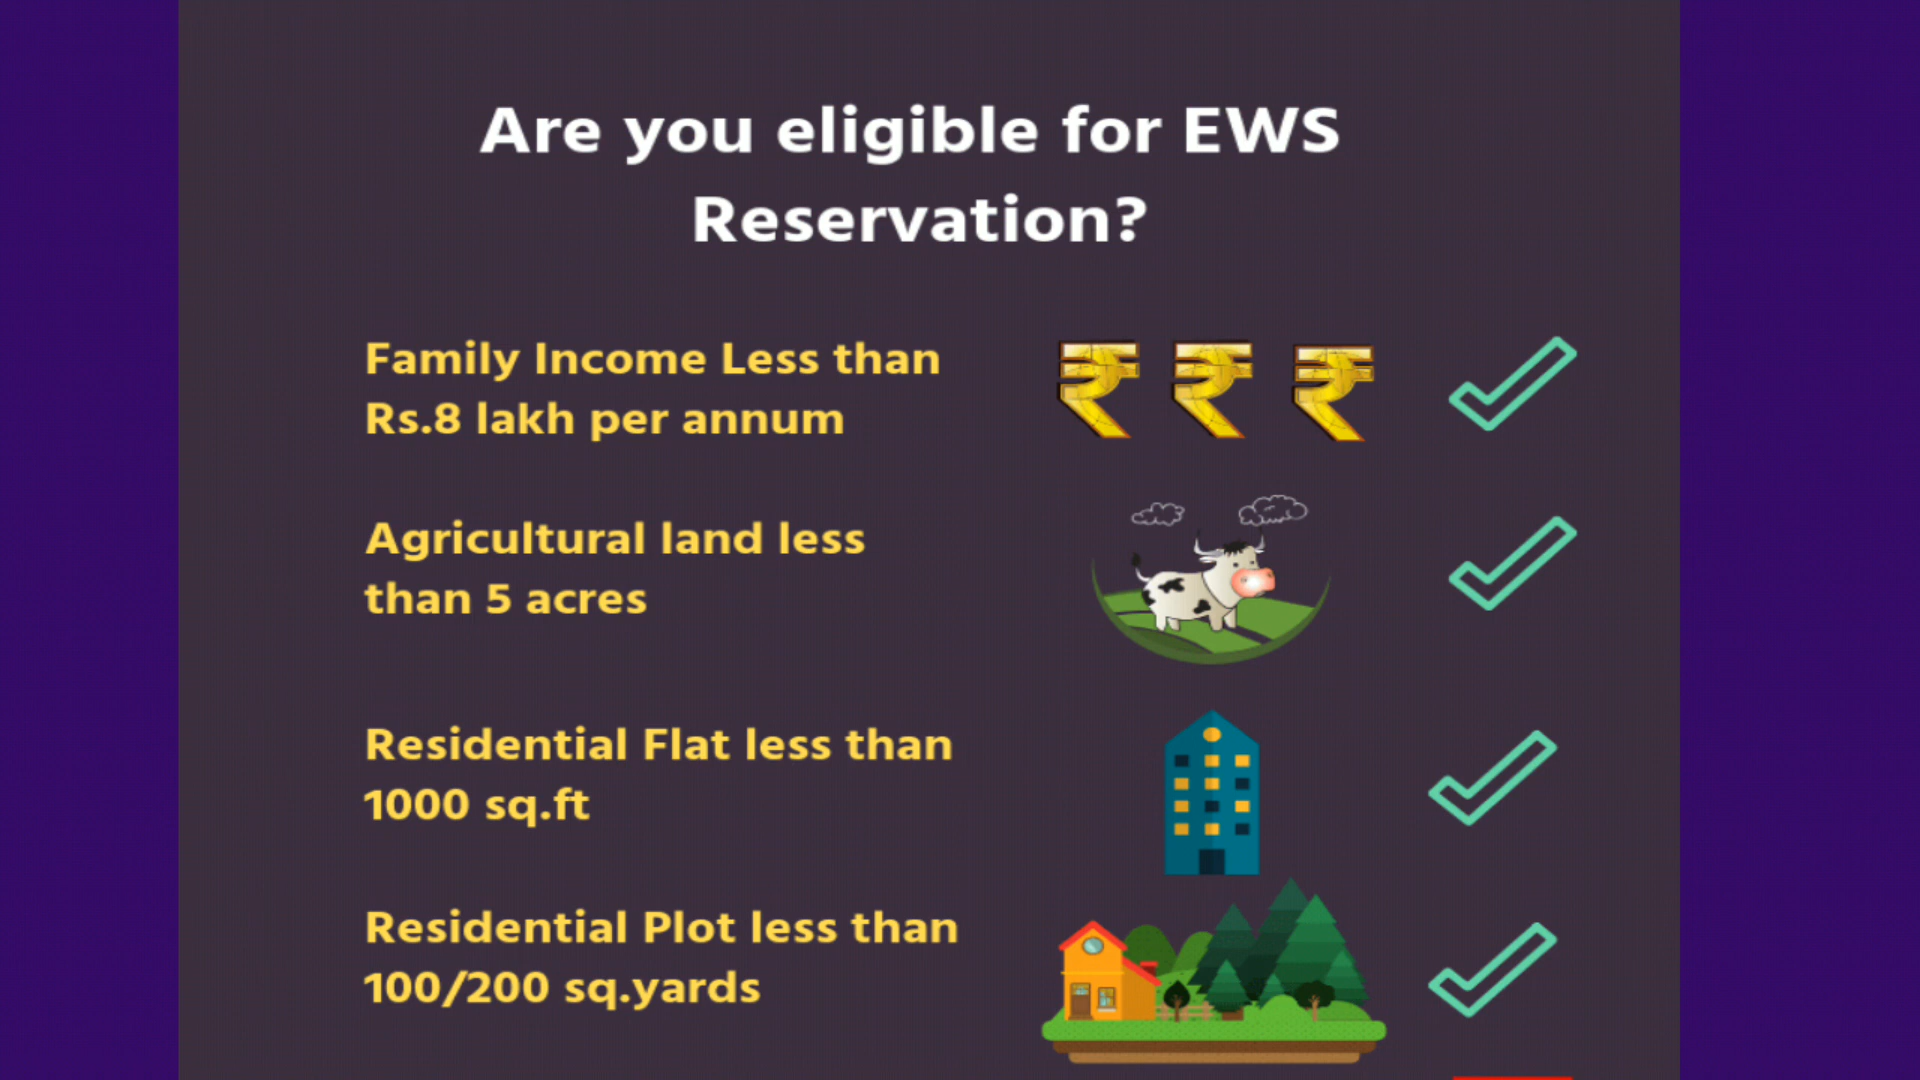 Are you eligible for EWS
Reservation?
Family Income Less than
Rs.8 lakh per annum
Agricultural land less
than 5 acres
Residential Flat less than
1000 sq.ft
Residential Plot less than
100/200 sq.yards